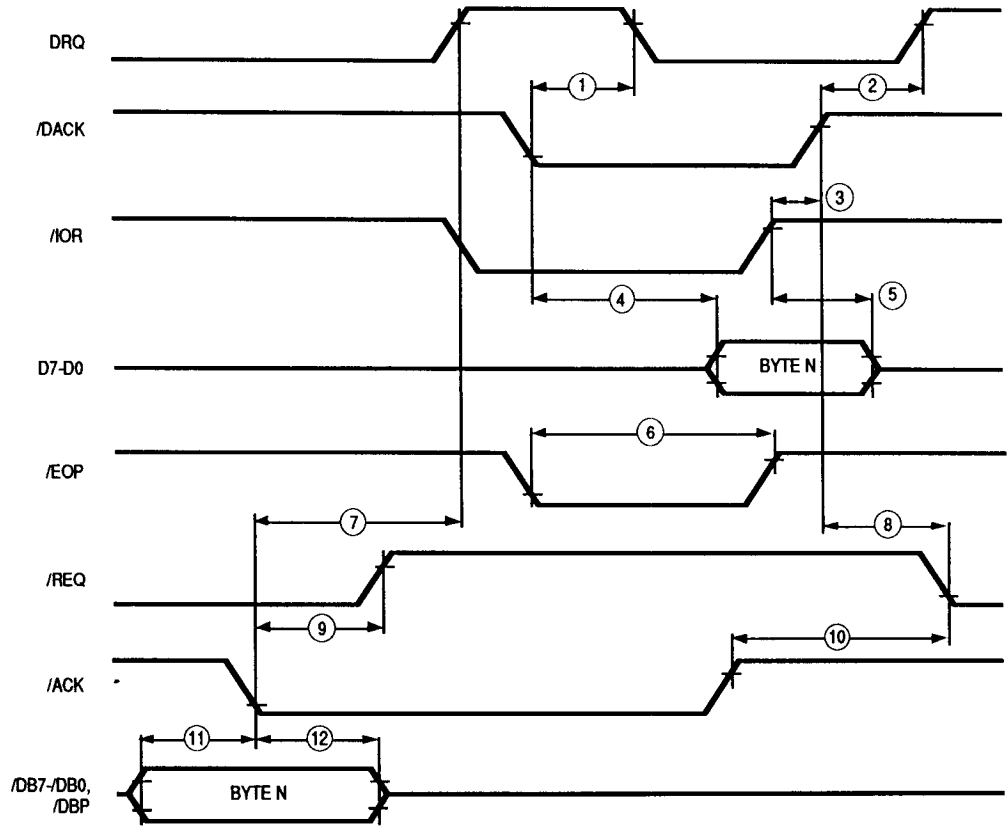 DRQ
1
2
/DACK
3
/IOR
4
5
D7-D0
BYTE N
6
/EOP
7
8
/REQ
9
10
/ACK
11
12
/DB7-/DB0,
/DBP
BYTE N